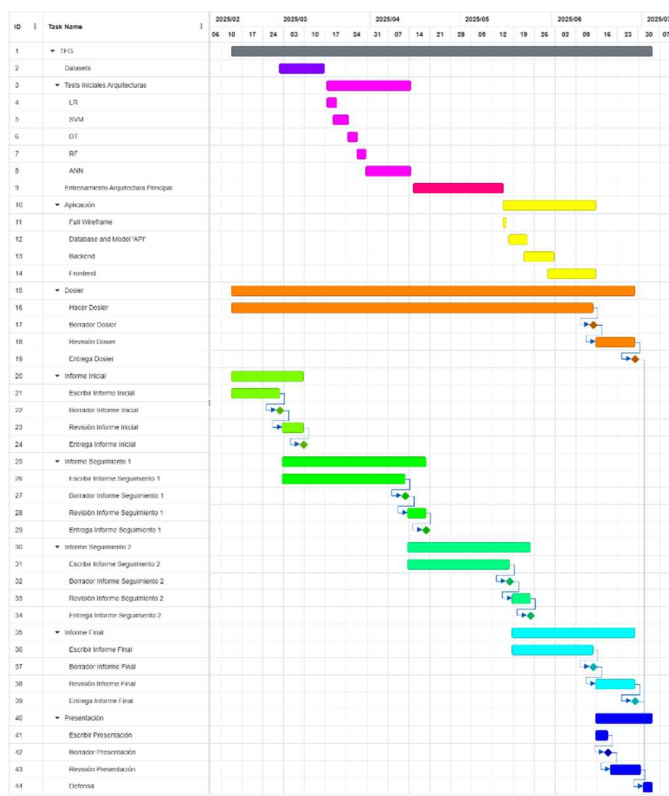 2025/02 2025/03 2025/04 2025/05 2025/06 2025/07
ID Task Name 06 10 17 24 03 10 17 24 31 07 14 21 28 05 12 19 26 02 09 16 23 30 07
1 TFG
2 Datasets
3 Tests Iniciales Arquitecturas
4 LR
5 SVM
6 DT
7 RF
8 ANN
9 Entrenamiento Arquitectura Principal
10 Aplicación
11 Full Wireframe
12 Database and Model 'API'
13 Backend
14 Frontend
15 Dosier
16 Hacer Dosier
17 Borrador Dosier
18 Revisión Dosier
19 Entrega Dosier
20 Informe Inicial
21 Escribir Informe Inicial
22 Borrador Informe Inicial
23 Revisión Informe Inicial
24 Entrega Informe Inicial
25 Informe Seguimiento 1
26 Escribir Informe Seguimiento 1
27 Borrador Informe Seguimiento 1
28 Revisión Informe Seguimiento 1
29 Entrega Informe Seguimiento 1
30 Informe Seguimiento 2
31 Escribir Informe Seguimiento 2
32 Borrador Informe Seguimiento 2
33 Revisión Informe Seguimiento 2
34 Entrega Informe Seguimiento 2
35 Informe Final
36 Escribir Informe Final
37 Borrador Informe Final
38 Revisión Informe Final
39 Entrega Informe Final
40 Presentación
41 Escribir Presentación
42 Borrador Presentación
43 Revisión Presentación
44 Defensa